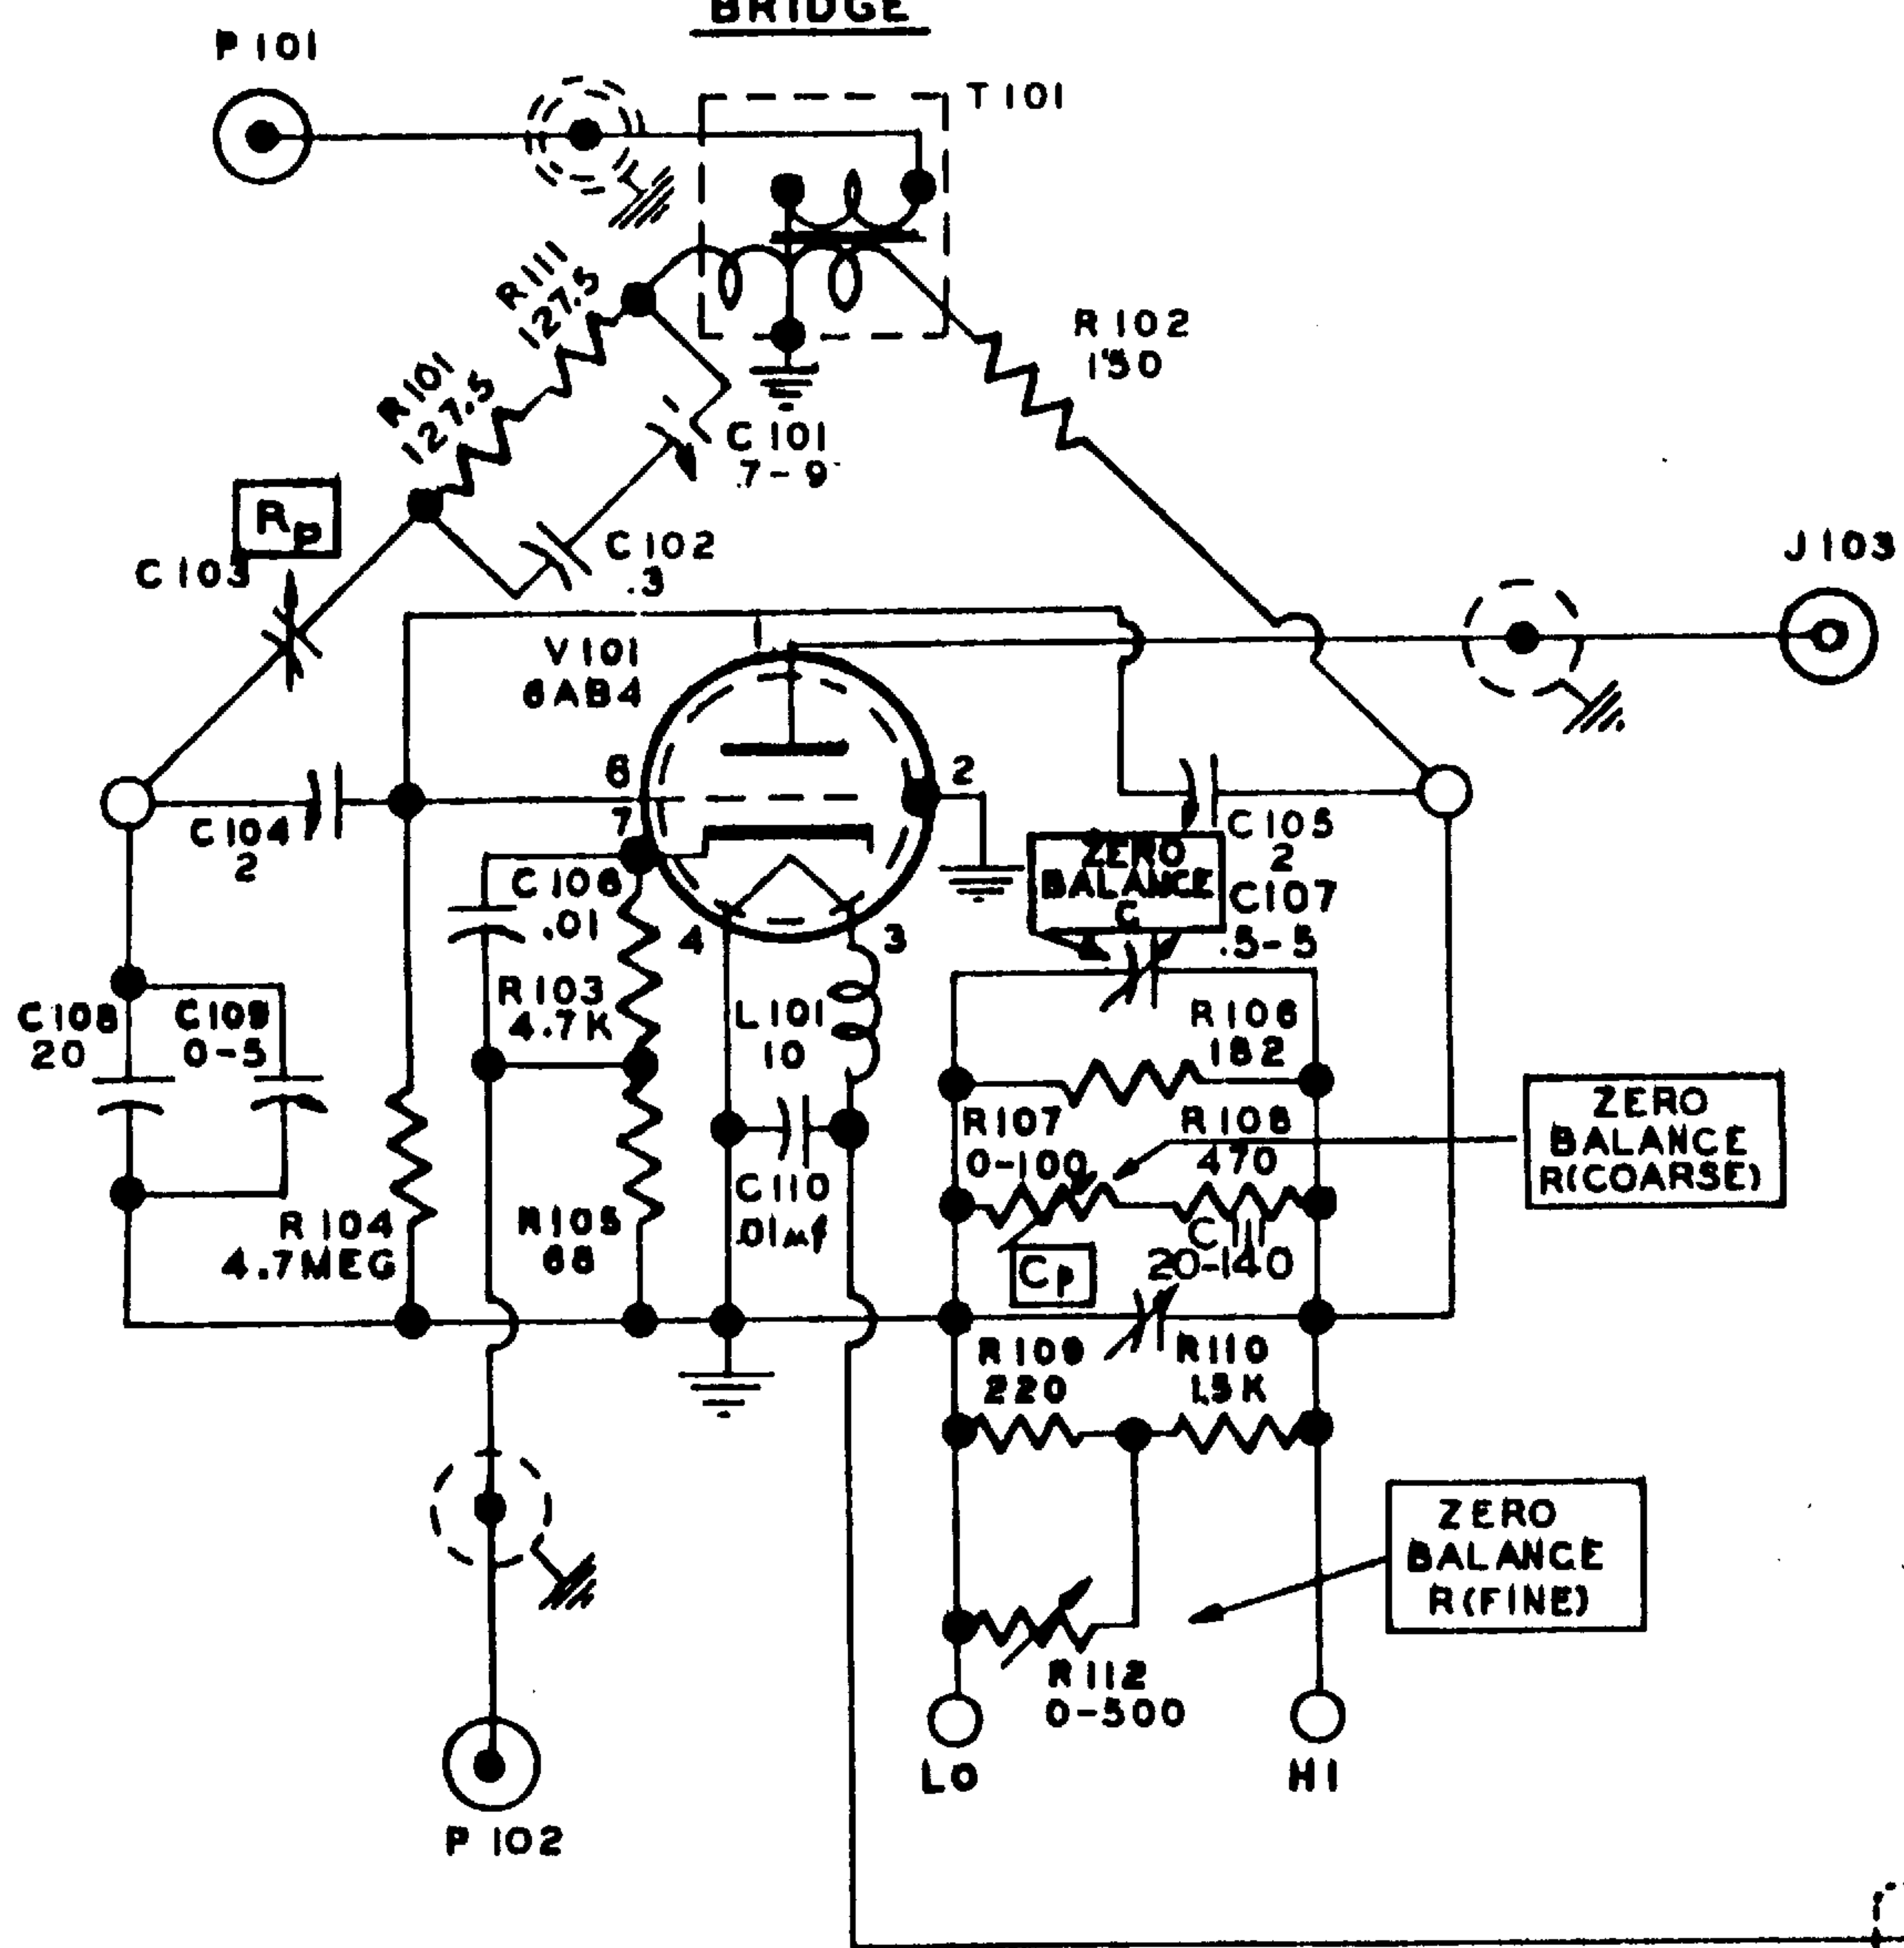 BRIDGE
P101
T101
R111
127.5
R101
127.5
R102
150
C101
.7-9
Rp
C103
C102
.3
J103
V101
6AB4
6
7
2
C104
2
C105
2
ZERO
BALANCE
C
C107
.5-5
C106
.01
4
3
R103
4.7K
L101
10
R106
182
C108
20
C109
0-5
R107
0-100
R108
470
ZERO
BALANCE
R(COARSE)
C110
.01μf
R104
4.7MEG
R105
68
C111
20-140
Cp
R109
220
R110
1.5K
ZERO
BALANCE
R(FINE)
R112
0-500
LO
HI
P102